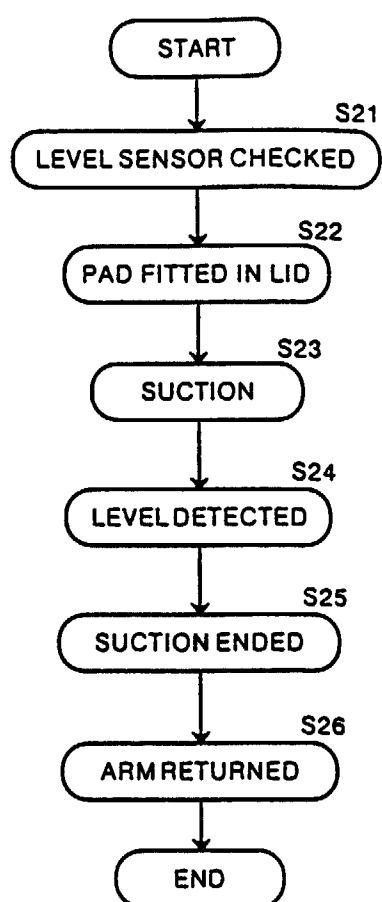 START
S21
LEVEL SENSOR CHECKED
S22
PAD FITTED IN LID
S23
SUCTION
S24
LEVEL DETECTED
S25
SUCTION ENDED
S26
ARM RETURNED
END